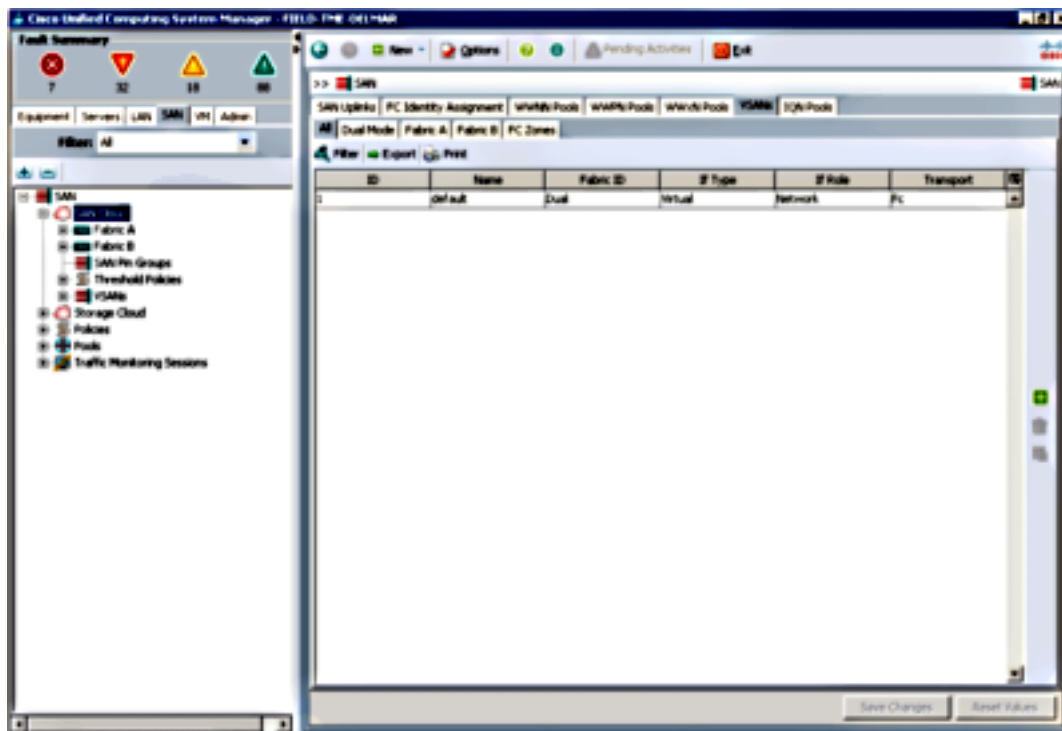 Cisco Unified Computing System Manager - FIELD-TME-DELMAR
Fault Summary
7 32 18 88
Equipment Servers LAN SAN VM Admin
Filter: All
SAN
Fabric A
Fabric B
SAN Pin Groups
Threshold Policies
VSANs
Storage Cloud
Policies
Pools
Traffic Monitoring Sessions
New Options Pending Activities Exit
>> SAN SAN
SAN Uplinks FC Identity Assignment WWNN Pools WWPN Pools WWxN Pools VSANs IQN Pools
All Dual Mode Fabric A Fabric B FC Zones
Filter Export Print
ID Name Fabric ID If Type If Role Transport
1 default Dual Virtual Network Fc
Save Changes Reset Values